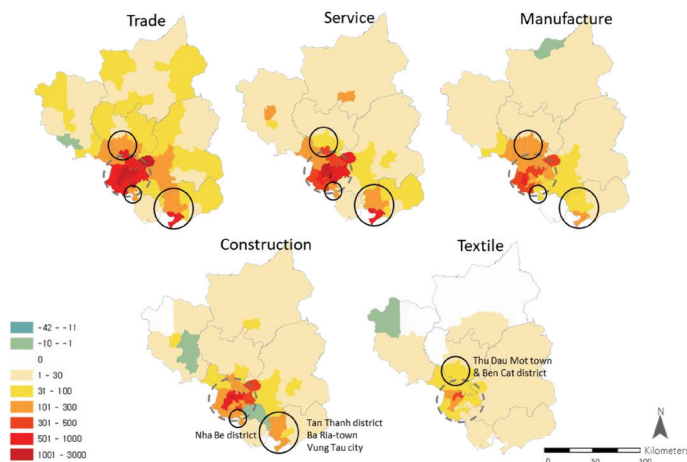 Trade
Service
Manufacture
Construction
Textile
-42 - -11
-10 - -1
0
1 - 30
31 - 100
101 - 300
301 - 500
501 - 1000
1001 - 3000
Nha Be district
Tan Thanh district
Ba Ria-town
Vung Tau city
Thu Dau Mot town
& Ben Cat district
N
Kilometers
0
50
100